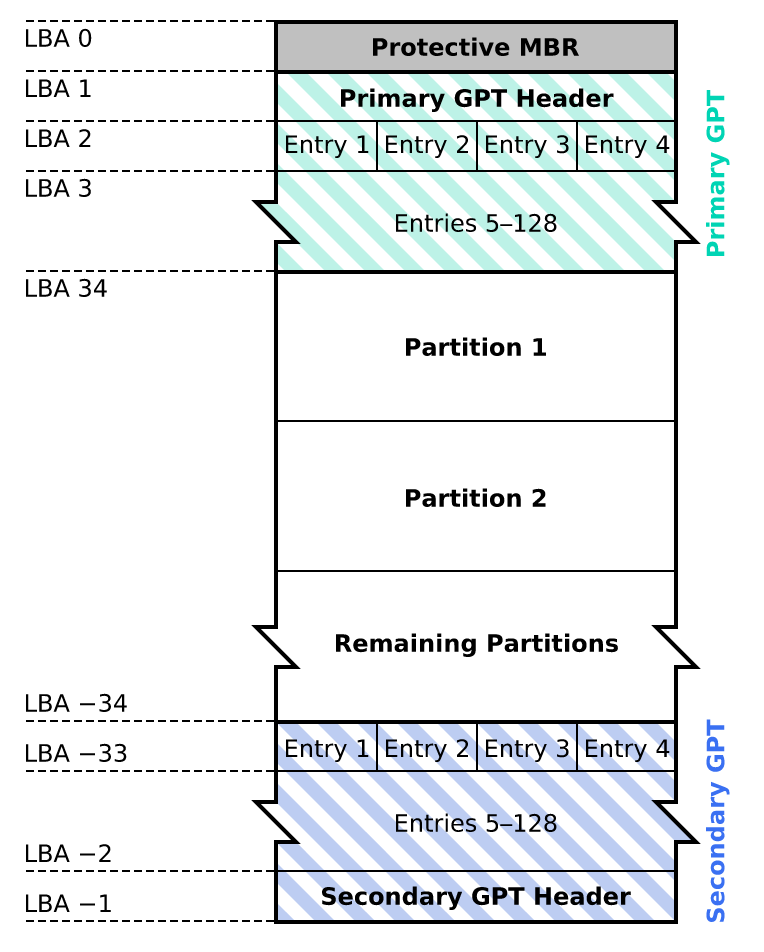 LBA 0
Protective MBR
LBA 1
Primary GPT Header
LBA 2
Entry 1 Entry 2 Entry 3 Entry 4
LBA 3
Entries 5–128
Primary GPT
LBA 34
Partition 1
Partition 2
Remaining Partitions
LBA −34
LBA −33
Entry 1 Entry 2 Entry 3 Entry 4
Entries 5–128
LBA −2
Secondary GPT Header
LBA −1
Secondary GPT